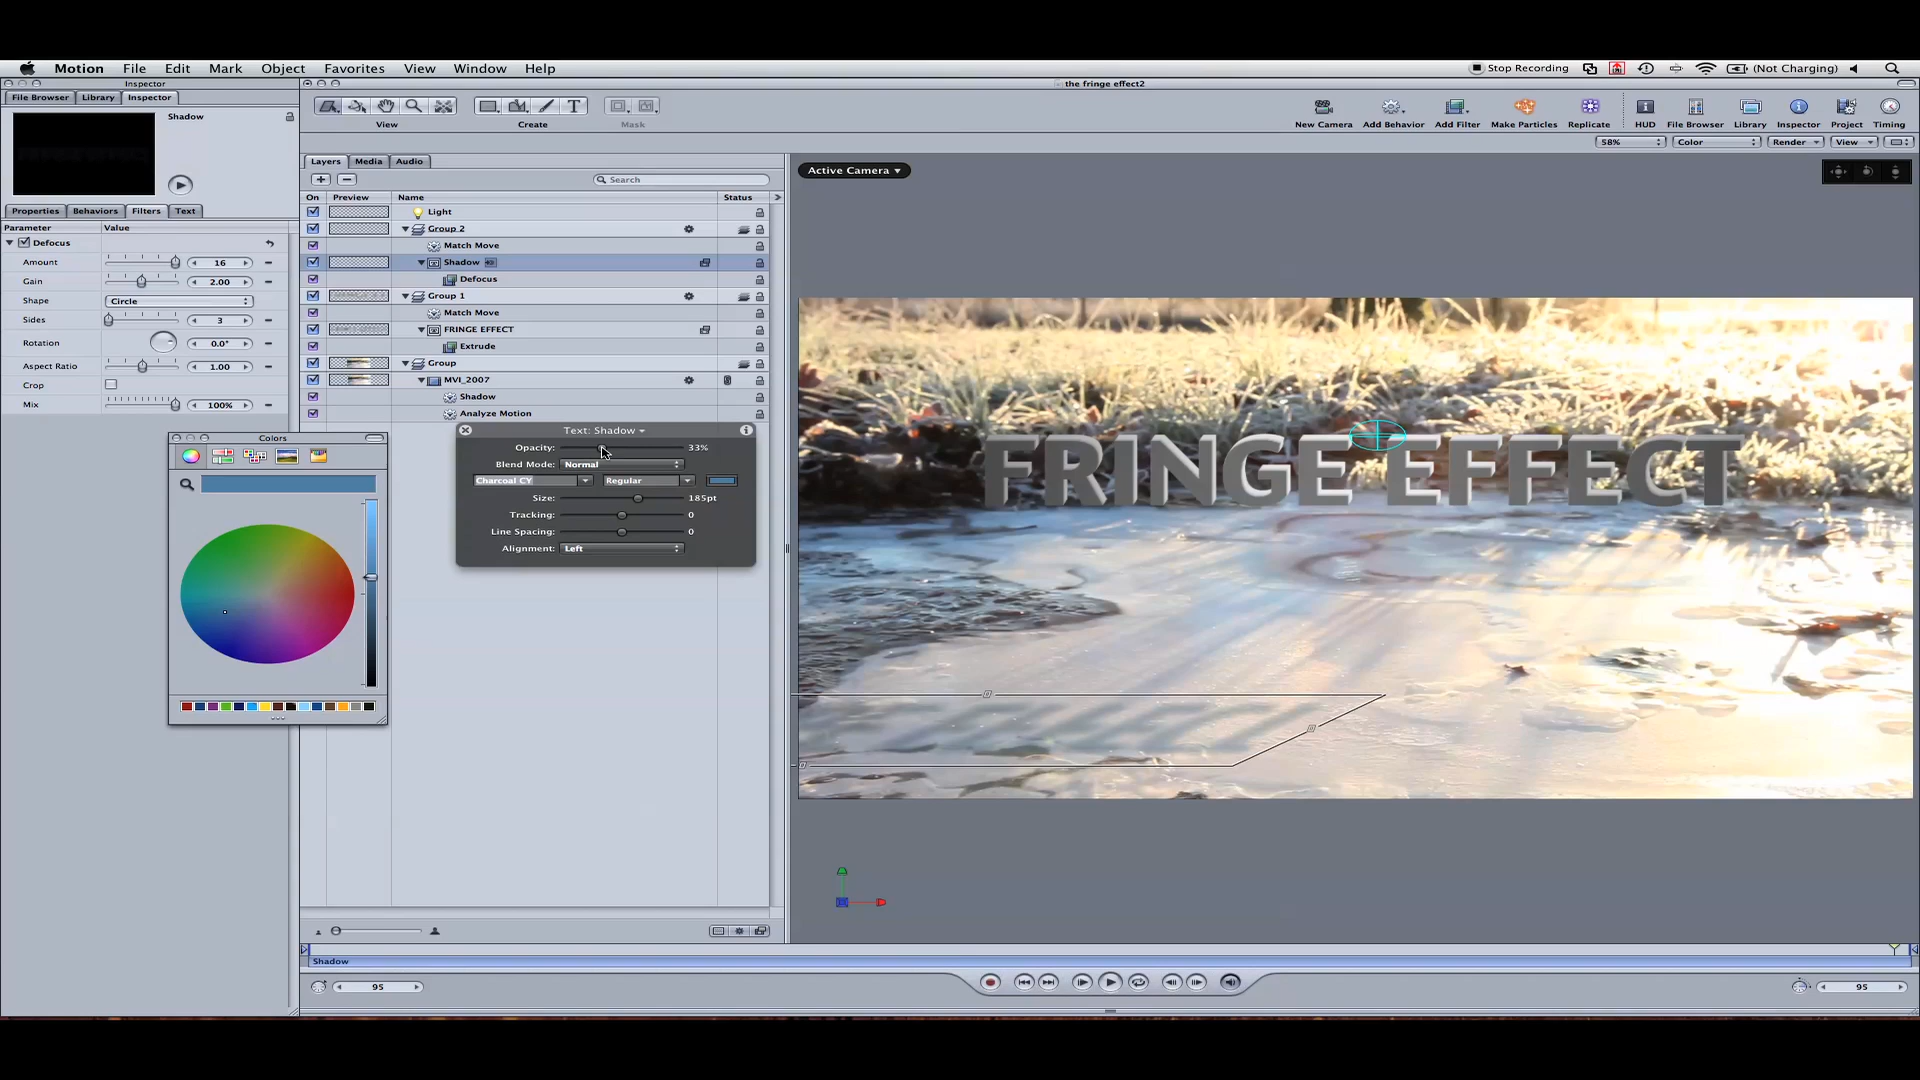 Motion File Edit Mark Object Favorites View Window Help Stop Recording (Not Charging)
Inspector the fringe effect2
File Browser Library Inspector
Shadow
View Create Mask New Camera Add Behavior Add Filter Make Particles Replicate HUD File Browser Library Inspector Project Timing
58% Color Render View
Layers Media Audio
Active Camera
Search
On Preview Name Status
Properties Behaviors Filters Text
Parameter Value
Defocus
Amount 16
Gain 2.00
Shape Circle
Sides 3
Rotation 0.0°
Aspect Ratio 1.00
Crop
Mix 100%
Light
Group 2
Match Move
Shadow
Defocus
Group 1
Match Move
FRINGE EFFECT
Extrude
Group
MVI_2007
Shadow
Analyze Motion
Colors
Text: Shadow
Opacity: 33%
Blend Mode: Normal
Charcoal CY Regular
Size: 185pt
Tracking: 0
Line Spacing: 0
Alignment: Left
FRINGE EFFECT
Shadow
95 95